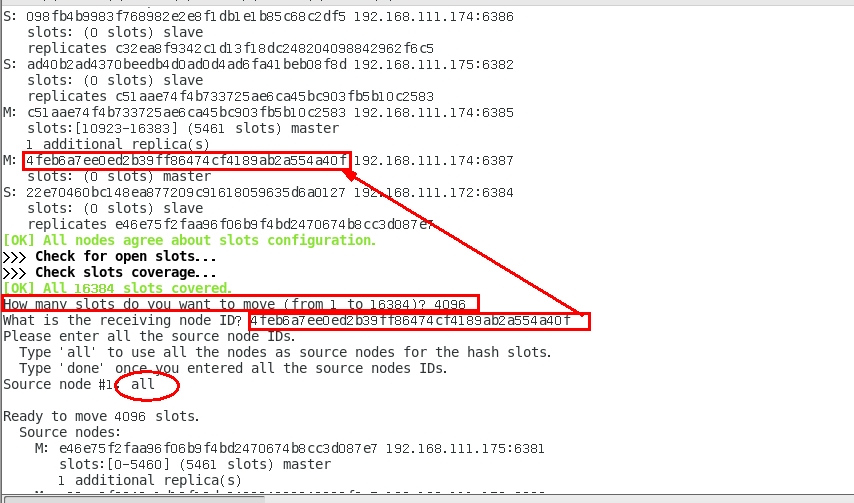 S: 098fb4b9983f768982e2e8f1db1e1b85c68c2df5 192.168.111.174:6386
slots: (0 slots) slave
replicates c32ea8f9342c1d13f18dc248204098842962f6c5
S: ad40b2ad4370beedb4d0ad0d4ad6fa41beb08f8d 192.168.111.175:6382
slots: (0 slots) slave
replicates c51aae74f4b733725ae6ca45bc903fb5b10c2583
M: c51aae74f4b733725ae6ca45bc903fb5b10c2583 192.168.111.174:6385
slots:[10923-16383] (5461 slots) master
1 additional replica(s)
M: 4feb6a7ee0ed2b39ff86474cf4189ab2a554a40f 192.168.111.174:6387
slots: (0 slots) master
S: 22e70460bc148ea877209c91618059635d6a0127 192.168.111.172:6384
slots: (0 slots) slave
replicates e46e75f2faa96f06b9f4bd2470674b8cc3d087e7
[OK] All nodes agree about slots configuration.
>>> Check for open slots...
>>> Check slots coverage...
[OK] All 16384 slots covered.
How many slots do you want to move (from 1 to 16384)? 4096
What is the receiving node ID? 4feb6a7ee0ed2b39ff86474cf4189ab2a554a40f
Please enter all the source node IDs.
Type 'all' to use all the nodes as source nodes for the hash slots.
Type 'done' once you entered all the source nodes IDs.
Source node #1: all
Ready to move 4096 slots.
Source nodes:
M: e46e75f2faa96f06b9f4bd2470674b8cc3d087e7 192.168.111.175:6381
slots:[0-5460] (5461 slots) master
1 additional replica(s)